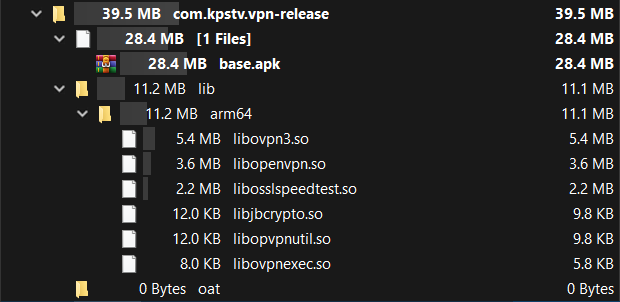 39.5 MB com.kpstv.vpn-release 39.5 MB
28.4 MB [1 Files] 28.4 MB
28.4 MB base.apk 28.4 MB
11.2 MB lib 11.1 MB
11.2 MB arm64 11.1 MB
5.4 MB libovpn3.so 5.4 MB
3.6 MB libopenvpn.so 3.6 MB
2.2 MB libosslspeedtest.so 2.2 MB
12.0 KB libjbcrypto.so 9.8 KB
12.0 KB libopvpnutil.so 9.8 KB
8.0 KB libovpnexec.so 5.8 KB
0 Bytes oat 0 Bytes